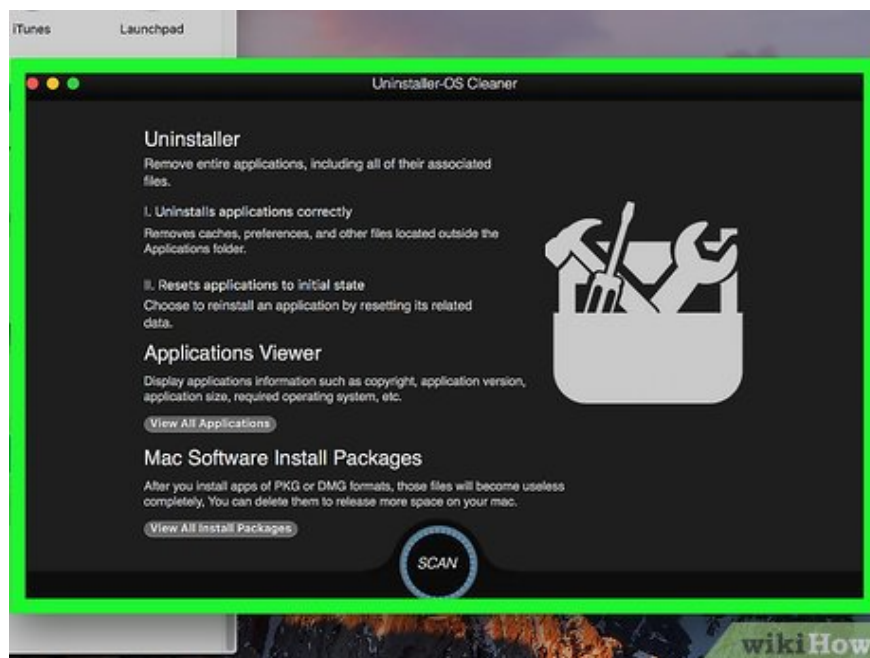 iTunes Launchpad
Uninstaller-OS Cleaner
Uninstaller
Remove entire applications, including all of their associated
files.
I. Uninstalls applications correctly
Removes caches, preferences, and other files located outside the
Applications folder.
II. Resets applications to initial state
Choose to reinstall an application by resetting its related
data.
Applications Viewer
Display applications information such as copyright, application version,
application size, required operating system, etc.
View All Applications
Mac Software Install Packages
After you install apps of PKG or DMG formats, those files will become useless
completely, You can delete them to release more space on your mac.
View All Install Packages
SCAN
wikiHow